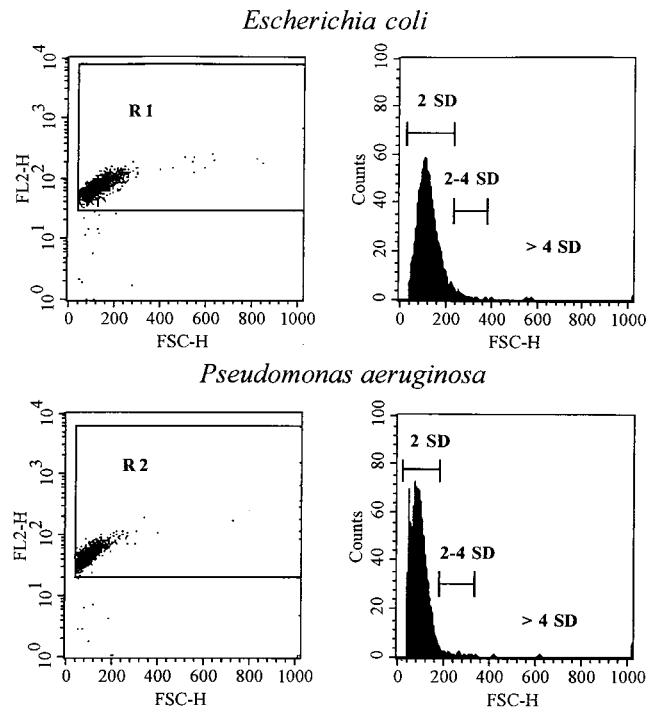 Escherichia coli
FL2-H
10^4
10^3
10^2
10^1
10^0
R 1
0 200 400 600 800 1000
FSC-H
Counts
100
80
60
40
20
0
2 SD
2-4 SD
> 4 SD
0 200 400 600 800 1000
FSC-H
Pseudomonas aeruginosa
FL2-H
10^4
10^3
10^2
10^1
10^0
R 2
0 200 400 600 800 1000
FSC-H
Counts
100
80
60
40
20
0
2 SD
2-4 SD
> 4 SD
0 200 400 600 800 1000
FSC-H